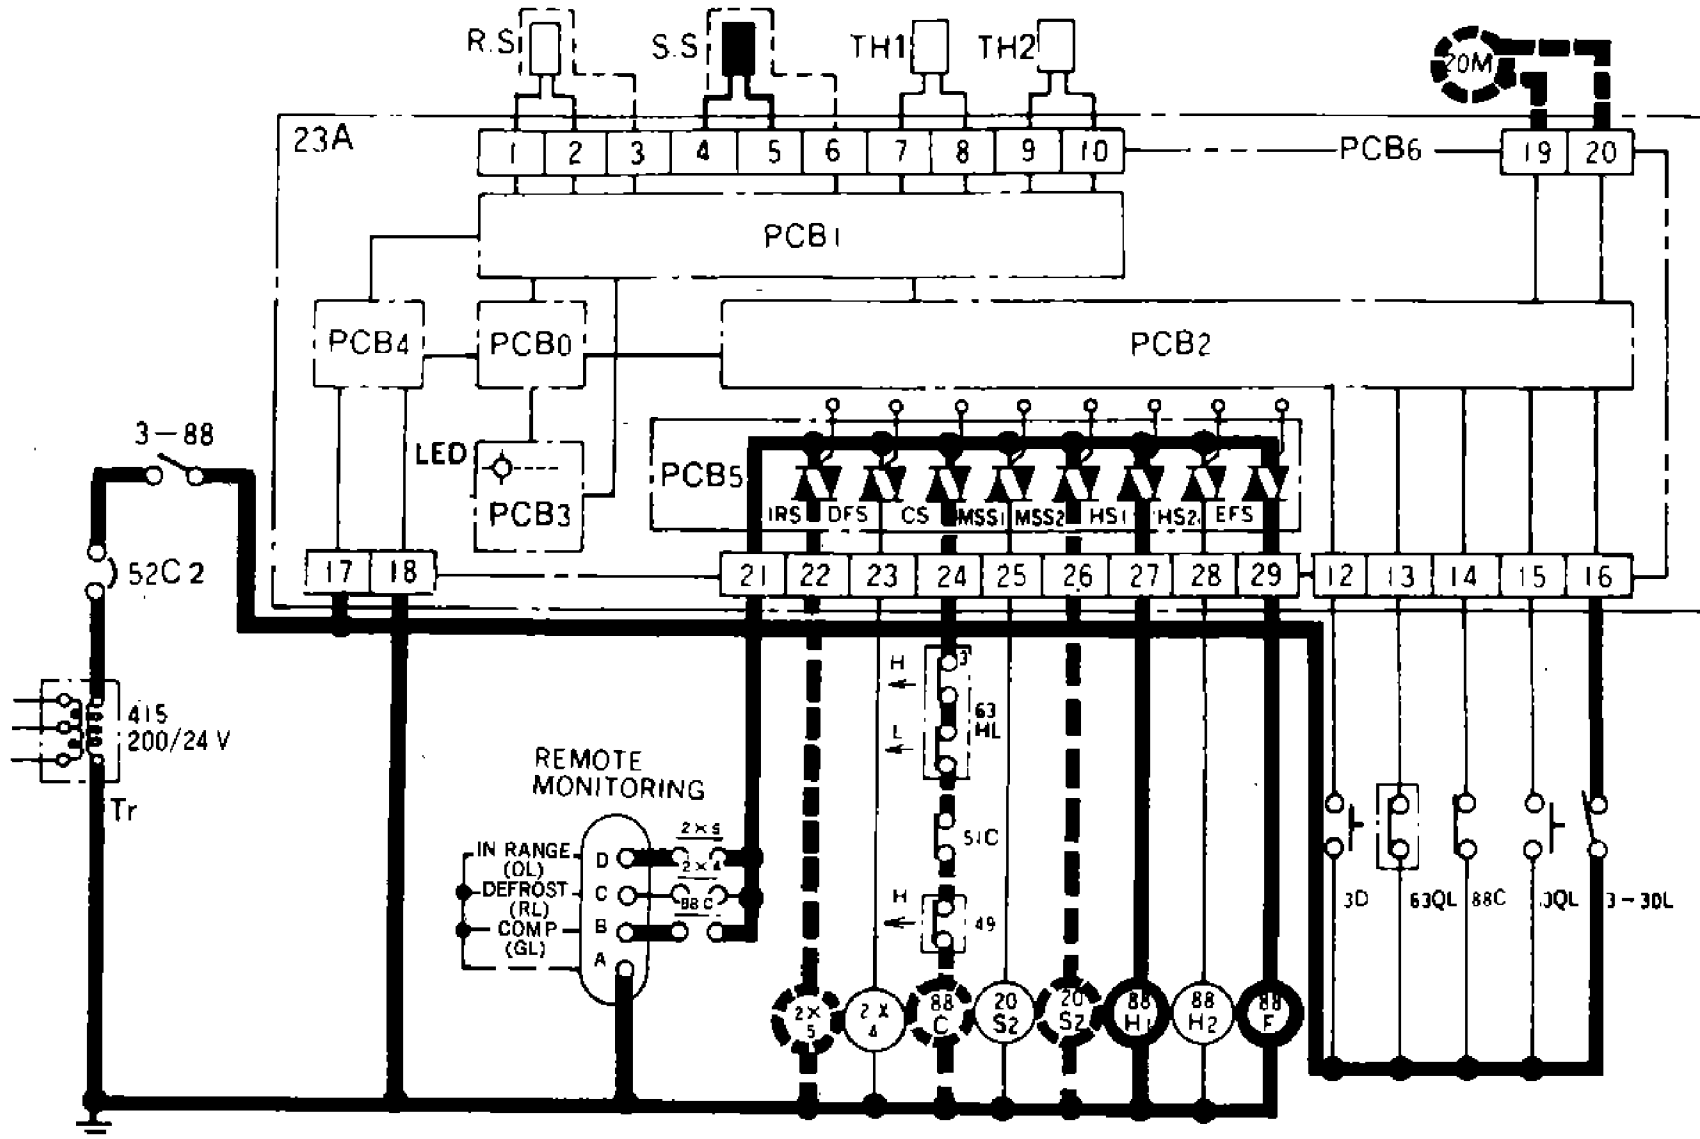 R.S S.S TH1 TH2 20M
23A
1 2 3 4 5 6 7 8 9 10 PCB6 19 20
PCB1
PCB4 PCB0 PCB2
3-88
LED
PCB3
PCB5
IRS DFS CS MSS1 MSS2 HS1 HS2 EFS
17 18 21 22 23 24 25 26 27 28 29 12 13 14 15 16
52C2
H 3
63
HL
L
415
200/24V
Tr
REMOTE
MONITORING
2×5
IN RANGE D
(OL)
2×4
DEFROST C
(RL)
88C
COMP B
(GL)
A
51C
H 49
3D 63QL 88C 3-30L
2×
5
2X
4
88
C
20
S2
20
S2
88
H1
88
H2
88
F